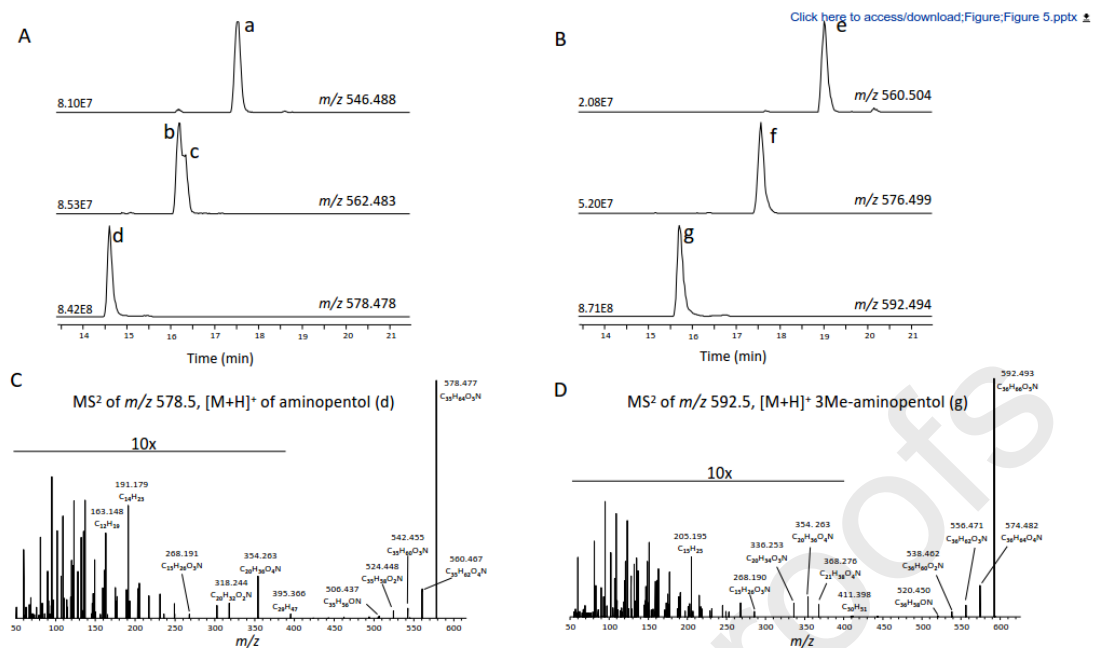 Click here to access/download;Figure;Figure 5.pptx
A
a
8.10E7
m/z 546.488
b
c
8.53E7
m/z 562.483
d
8.42E8
m/z 578.478
14 15 16 17 18 19 20 21
Time (min)
B
e
2.08E7
m/z 560.504
f
5.20E7
m/z 576.499
g
8.71E8
m/z 592.494
14 15 16 17 18 19 20 21
Time (min)
C
MS² of m/z 578.5, [M+H]⁺ of aminopentol (d)
10x
578.477
C₃₅H₆₄O₅N
191.179
C₁₄H₂₃
163.148
C₁₂H₁₉
268.191
C₁₅H₂₆O₃N
318.244
C₂₀H₃₂O₂N
354.263
C₂₀H₃₆O₄N
395.366
C₂₉H₄₇
506.437
C₃₅H₅₆ON
524.448
C₃₅H₅₈O₂N
542.455
C₃₅H₆₀O₃N
560.467
C₃₅H₆₂O₄N
50 100 150 200 250 300 350 400 450 500 550 600
m/z
D
MS² of m/z 592.5, [M+H]⁺ 3Me-aminopentol (g)
10x
592.493
C₃₆H₆₆O₅N
205.195
C₁₅H₂₅
268.190
C₁₅H₂₆O₃N
336.253
C₂₀H₃₄O₃N
354.263
C₂₀H₃₆O₄N
368.276
C₂₁H₃₈O₄N
411.398
C₃₀H₅₁
520.450
C₃₆H₅₈ON
538.462
C₃₆H₆₀O₂N
556.471
C₃₆H₆₂O₃N
574.482
C₃₆H₆₄O₄N
50 100 150 200 250 300 350 400 450 500 550 600
m/z
roofs